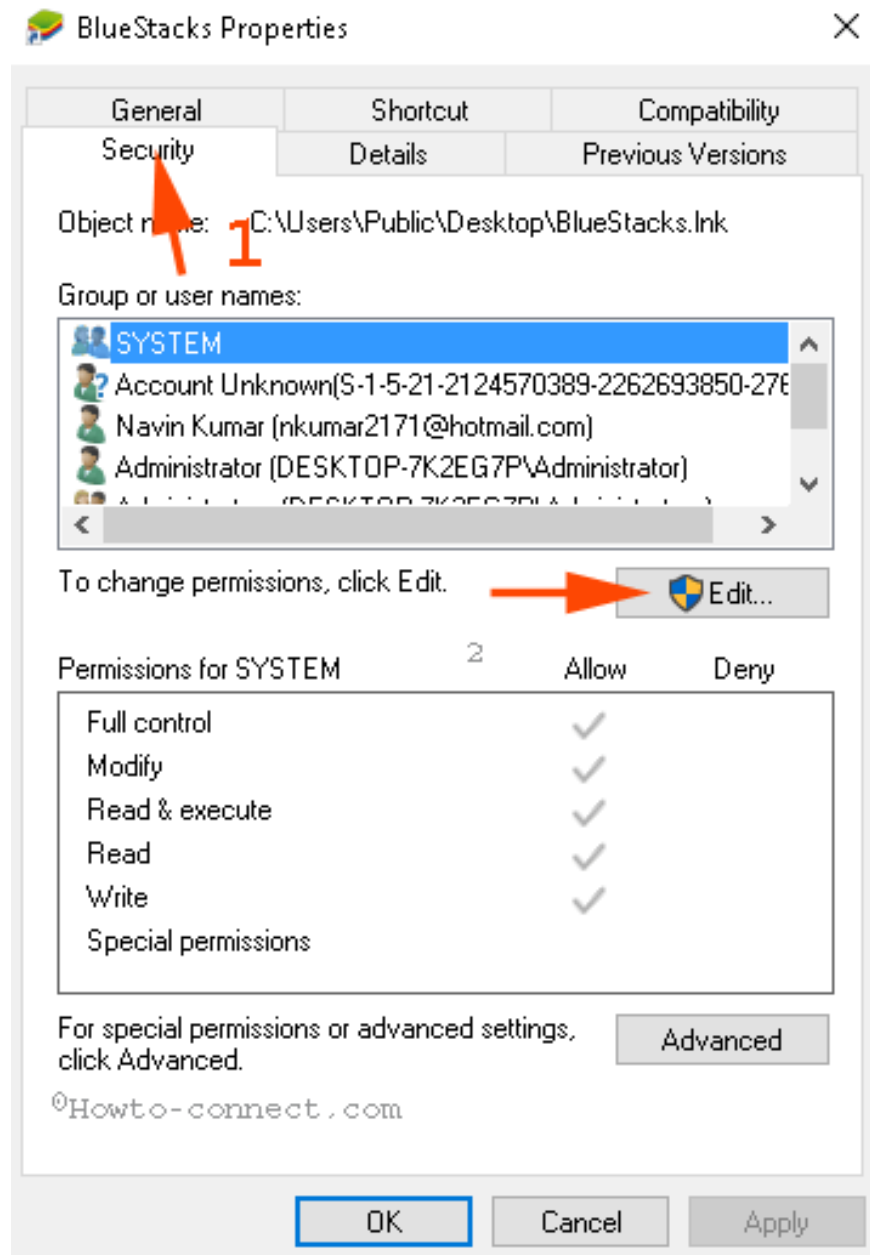 BlueStacks Properties
General Shortcut Compatibility
Security Details Previous Versions
Object name: C:\Users\Public\Desktop\BlueStacks.lnk
1
Group or user names:
SYSTEM
Account Unknown(S-1-5-21-2124570389-2262693850-276
Navin Kumar (nkumar2171@hotmail.com)
Administrator (DESKTOP-7K2EG7P\Administrator)
To change permissions, click Edit. Edit...
2
Permissions for SYSTEM Allow Deny
Full control
Modify
Read & execute
Read
Write
Special permissions
For special permissions or advanced settings,
click Advanced.
Advanced
©Howto-connect.com
OK Cancel Apply